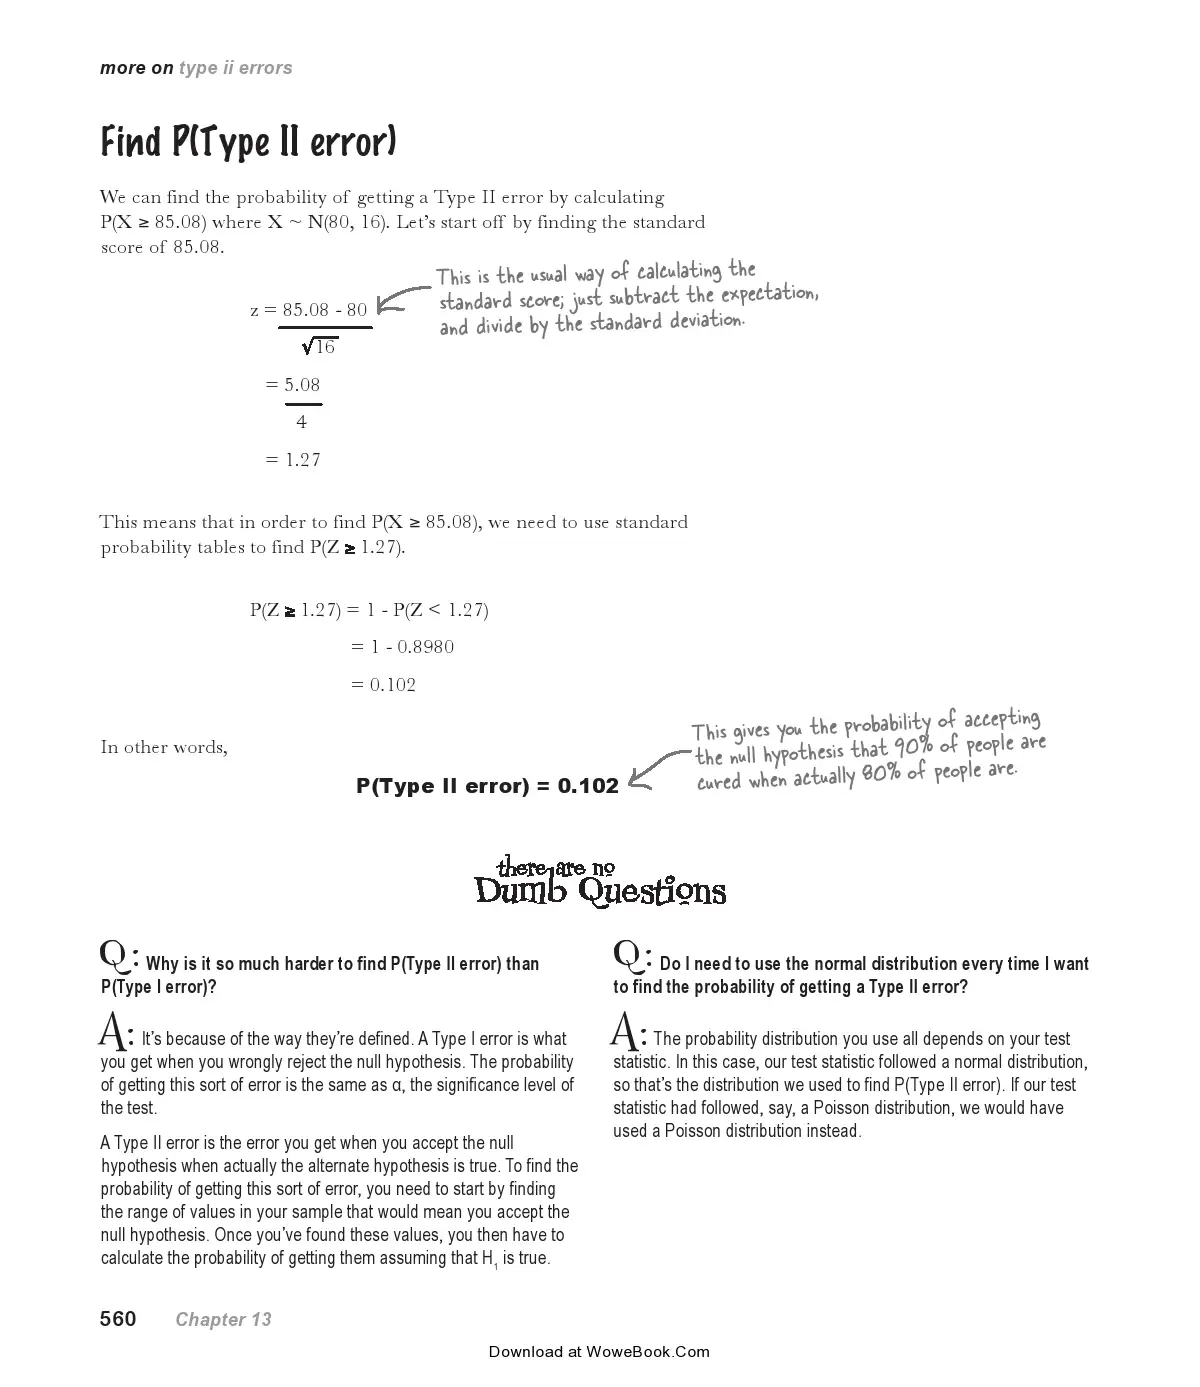 more on type ii errors
Find P(Type II error)
We can find the probability of getting a Type II error by calculating
P(X ≥ 85.08) where X ~ N(80, 16). Let's start off by finding the standard
score of 85.08.
This is the usual way of calculating the
standard score; just subtract the expectation,
and divide by the standard deviation.
z = 85.08 - 80
√16
= 5.08
4
= 1.27
This means that in order to find P(X ≥ 85.08), we need to use standard
probability tables to find P(Z ≥ 1.27).
P(Z ≥ 1.27) = 1 - P(Z < 1.27)
= 1 - 0.8980
= 0.102
In other words,
This gives you the probability of accepting
the null hypothesis that 90% of people are
cured when actually 80% of people are.
P(Type II error) = 0.102
there are no
Dumb Questions
Q: Why is it so much harder to find P(Type II error) than
P(Type I error)?
A: It's because of the way they're defined. A Type I error is what
you get when you wrongly reject the null hypothesis. The probability
of getting this sort of error is the same as α, the significance level of
the test.
A Type II error is the error you get when you accept the null
hypothesis when actually the alternate hypothesis is true. To find the
probability of getting this sort of error, you need to start by finding
the range of values in your sample that would mean you accept the
null hypothesis. Once you've found these values, you then have to
calculate the probability of getting them assuming that H1 is true.
Q: Do I need to use the normal distribution every time I want
to find the probability of getting a Type II error?
A: The probability distribution you use all depends on your test
statistic. In this case, our test statistic followed a normal distribution,
so that's the distribution we used to find P(Type II error). If our test
statistic had followed, say, a Poisson distribution, we would have
used a Poisson distribution instead.
560 Chapter 13
Download at WoweBook.Com